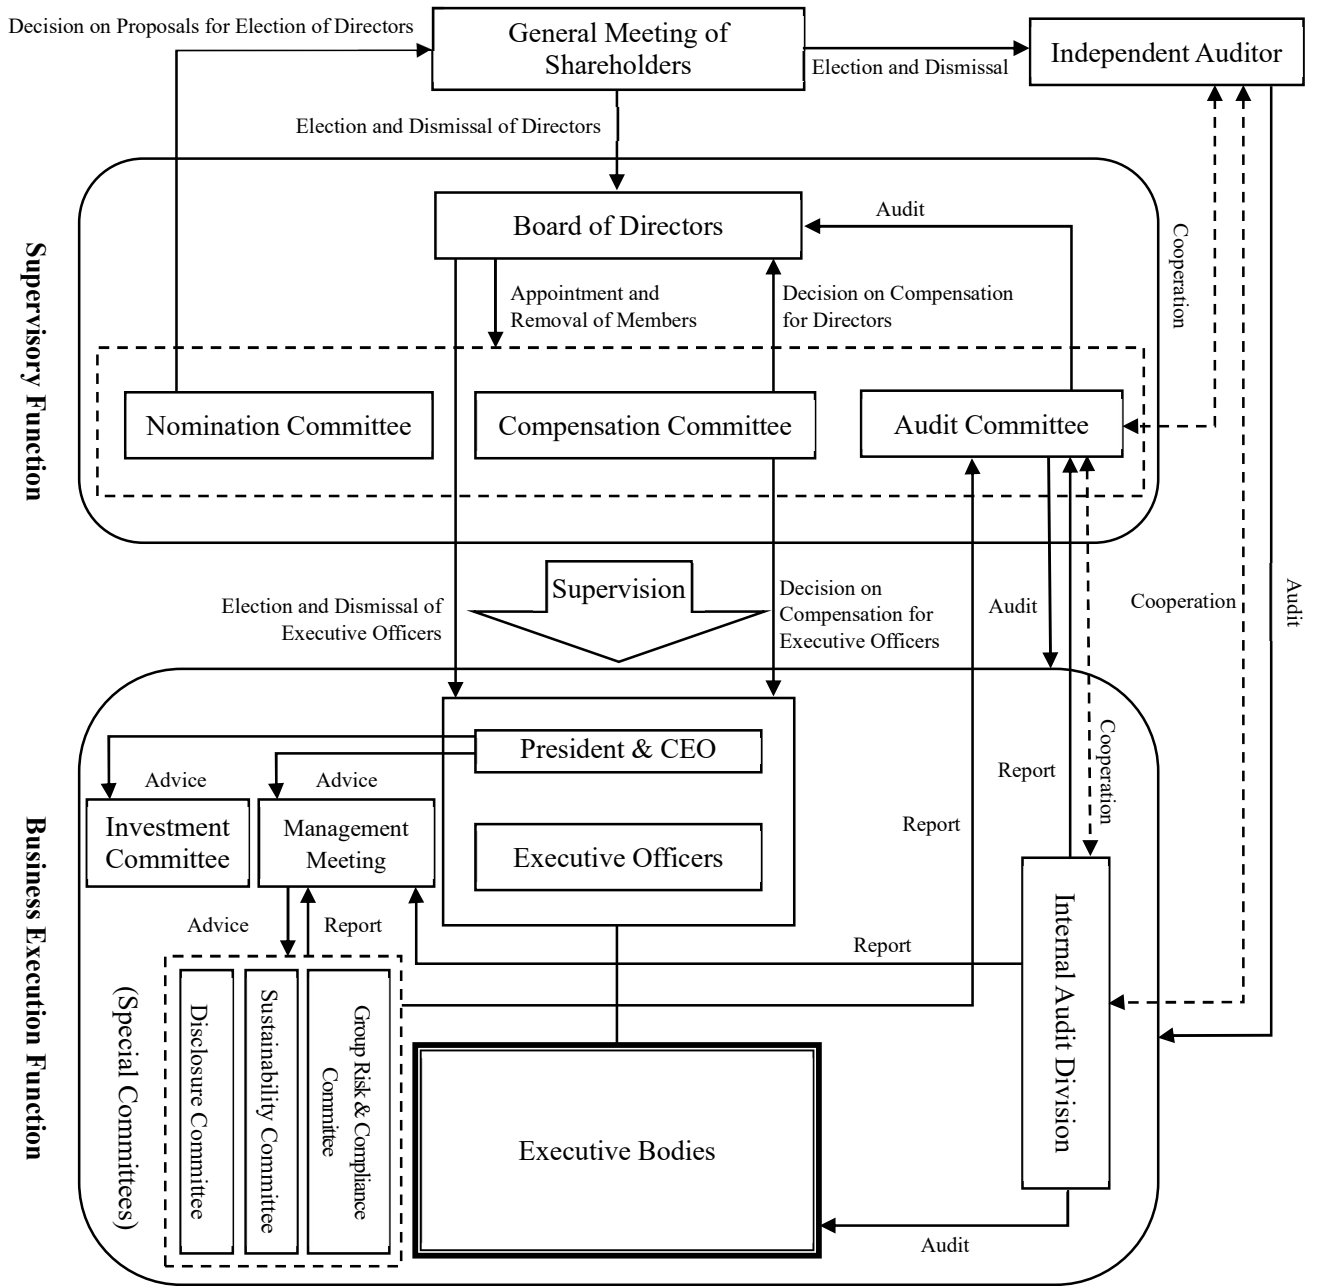 Decision on Proposals for Election of Directors
General Meeting of
Shareholders
Election and Dismissal
Independent Auditor
Election and Dismissal of Directors
Supervisory Function
Board of Directors
Audit
Cooperation
Appointment and
Removal of Members
Decision on Compensation
for Directors
Nomination Committee
Compensation Committee
Audit Committee
Election and Dismissal of
Executive Officers
Supervision
Decision on
Compensation for
Executive Officers
Audit
Cooperation
Audit
Business Execution Function
President & CEO
Advice
Advice
Report
Cooperation
Investment
Committee
Management
Meeting
Executive Officers
Report
Advice
Report
Report
Internal Audit Division
(Special Committees)
Disclosure Committee
Sustainability Committee
Group Risk & Compliance
Committee
Executive Bodies
Audit